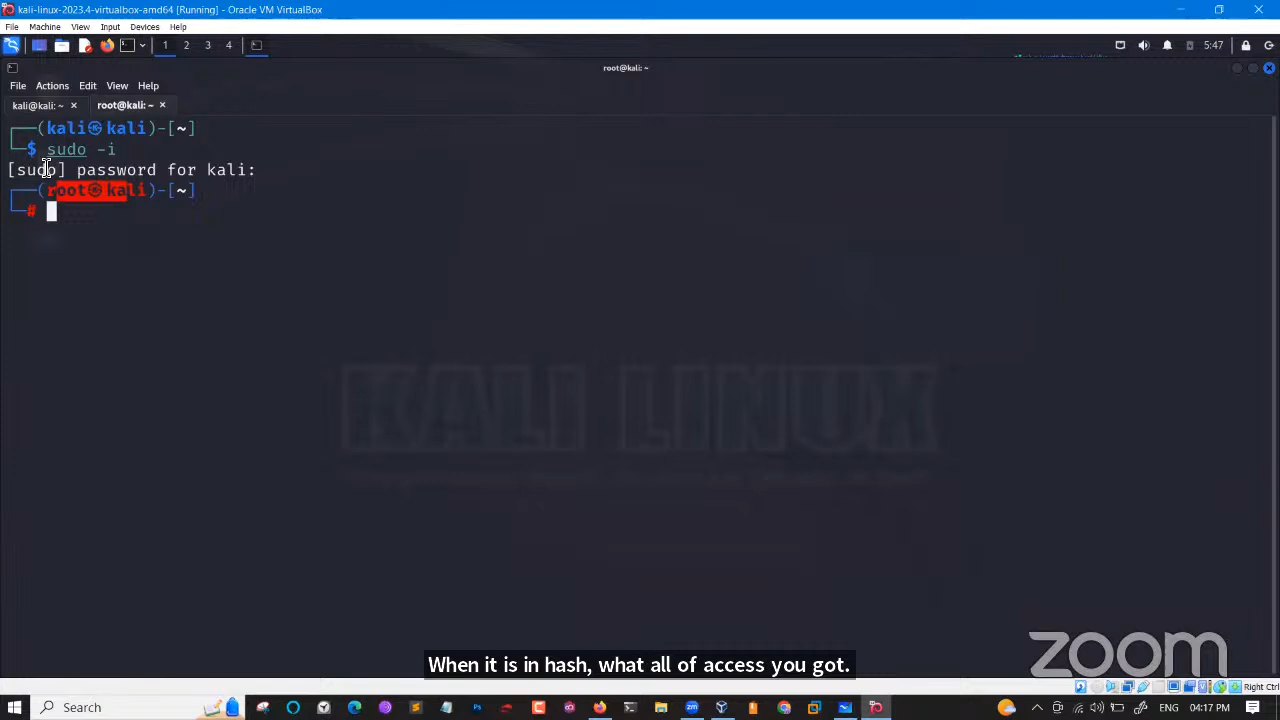 kali-linux-2023.4-virtualbox-amd64 [Running] - Oracle VM VirtualBox
File Machine View Input Devices Help
1 2 3 4 5:47
root@kali: ~
File Actions Edit View Help
kali@kali: ~ root@kali: ~
(kali㉿kali)-[~]
$ sudo -i
[sudo] password for kali:
(root㉿kali)-[~]
#
KALI LINUX
When it is in hash, what all of access you got.
zoom
Right Ctrl
Search ENG 04:17 PM